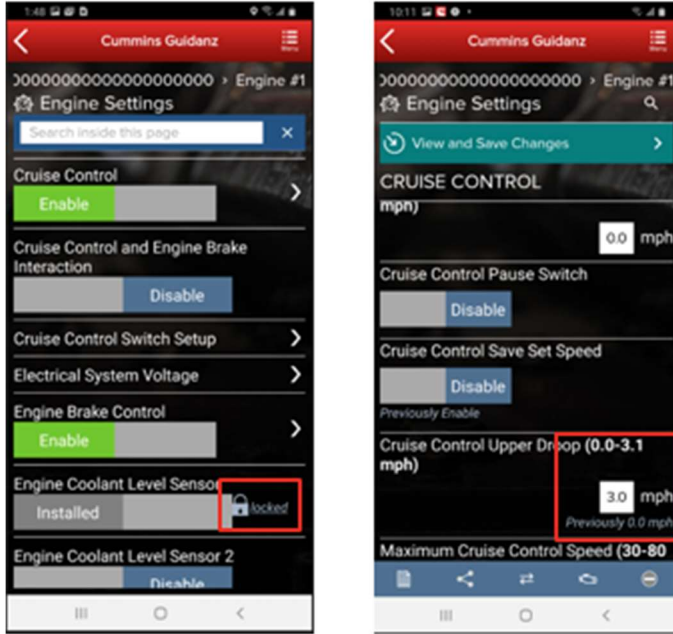 1:48
Cummins Guidanz
Menu
00000000000000000000 › Engine #1
Engine Settings
Search inside this page
Cruise Control
Enable
Cruise Control and Engine Brake
Interaction
Disable
Cruise Control Switch Setup
Electrical System Voltage
Engine Brake Control
Enable
Engine Coolant Level Sensor
Installed
locked
Engine Coolant Level Sensor 2
Disable
10:11
Cummins Guidanz
Menu
00000000000000000000 › Engine #1
Engine Settings
View and Save Changes
CRUISE CONTROL
mph)
0.0 mph
Cruise Control Pause Switch
Disable
Cruise Control Save Set Speed
Disable
Previously Enable
Cruise Control Upper Droop (0.0-3.1
mph)
3.0 mph
Previously 0.0 mph
Maximum Cruise Control Speed (30-80